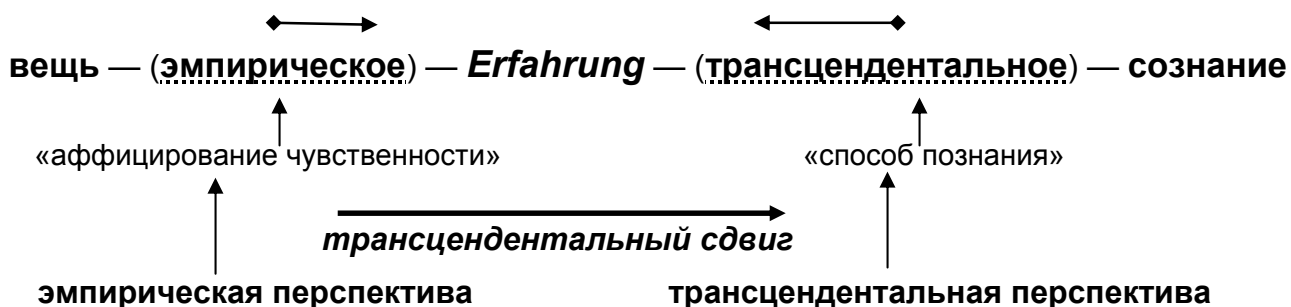 вещь — (эмпирическое) — Erfahrung — (трансцендентальное) — сознание
«аффицирование чувственности» «способ познания»
трансцендентальный сдвиг
эмпирическая перспектива трансцендентальная перспектива